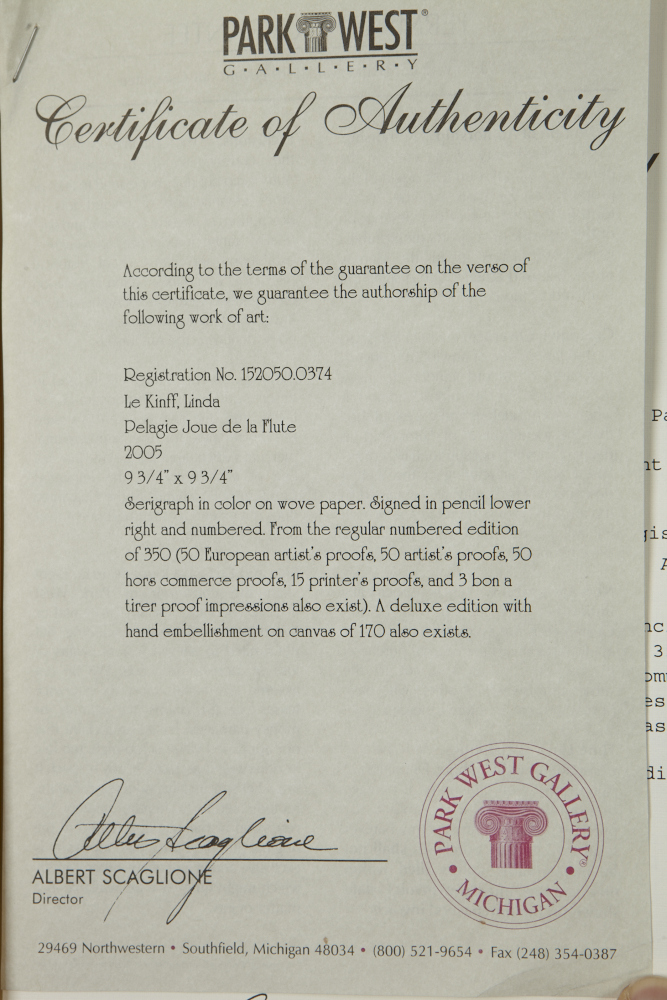 PARK WEST®
G·A·L·L·E·R·Y
Certificate of Authenticity
According to the terms of the guarantee on the verso of
this certificate, we guarantee the authorship of the
following work of art:
Registration No. 152050.0374
Le Kinff, Linda
Pelagie Joue de la Flute
2005
9 3/4" x 9 3/4"
Serigraph in color on wove paper. Signed in pencil lower
right and numbered. From the regular numbered edition
of 350 (50 European artist's proofs, 50 artist's proofs, 50
hors commerce proofs, 15 printer's proofs, and 3 bon a
tirer proof impressions also exist). A deluxe edition with
hand embellishment on canvas of 170 also exists.
Albert Scaglione
ALBERT SCAGLIONE
Director
PARK WEST GALLERY®
• MICHIGAN •
29469 Northwestern • Southfield, Michigan 48034 • (800) 521-9654 • Fax (248) 354-0387